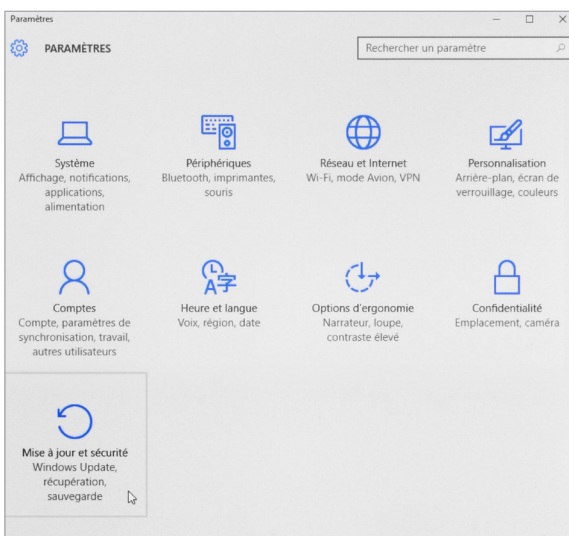 Paramètres
PARAMÈTRES
Rechercher un paramètre
Système
Affichage, notifications,
applications,
alimentation
Périphériques
Bluetooth, imprimantes,
souris
Réseau et Internet
Wi-Fi, mode Avion, VPN
Personnalisation
Arrière-plan, écran de
verrouillage, couleurs
Comptes
Compte, paramètres de
synchronisation, travail,
autres utilisateurs
A字
Heure et langue
Voix, région, date
Options d'ergonomie
Narrateur, loupe,
contraste élevé
Confidentialité
Emplacement, caméra
Mise à jour et sécurité
Windows Update,
récupération,
sauvegarde